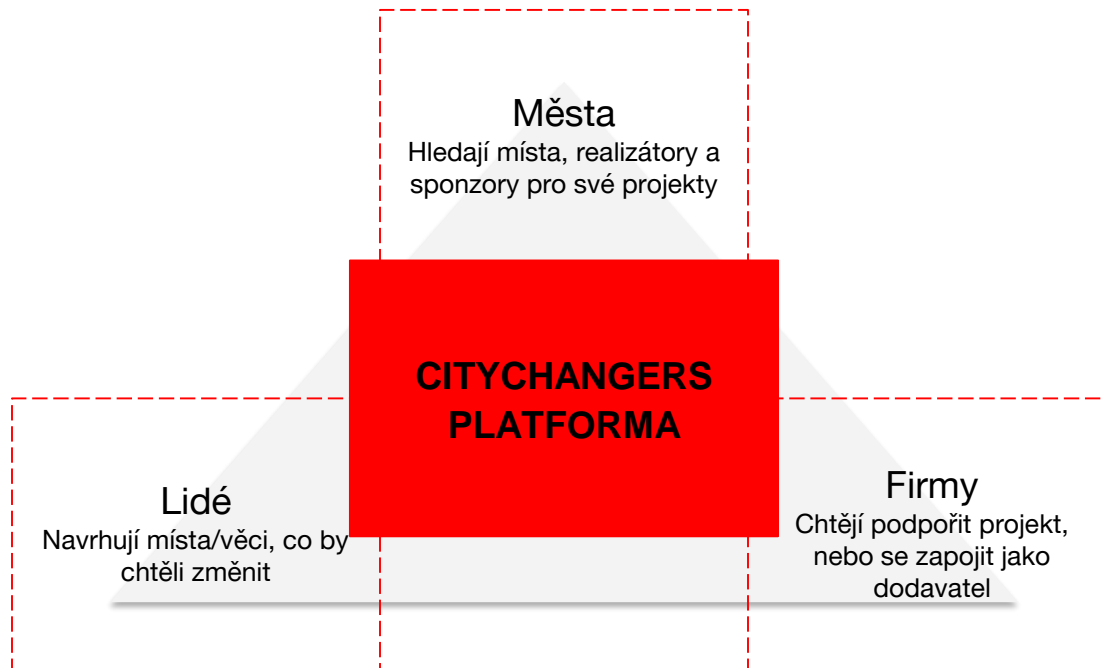 Města
Hledají místa, realizátory a
sponzory pro své projekty
CITYCHANGERS
PLATFORMA
Lidé
Navrhují místa/věci, co by
chtěli změnit
Firmy
Chtějí podpořit projekt,
nebo se zapojit jako
dodavatel